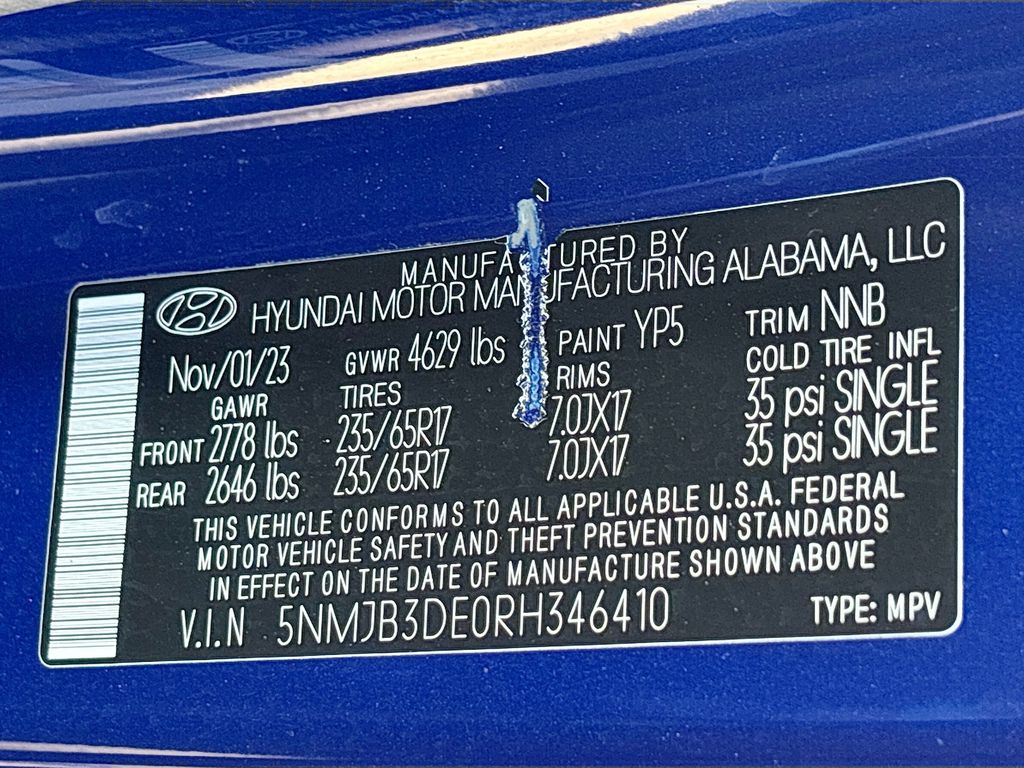 MANUFACTURED BY
HYUNDAI MOTOR MANUFACTURING ALABAMA, LLC
Nov/01/23 GVWR 4629 lbs PAINT YP5 TRIM NNB
GAWR TIRES RIMS COLD TIRE INFL
FRONT 2778 lbs 235/65R17 7.0JX17 35 psi SINGLE
REAR 2646 lbs 235/65R17 7.0JX17 35 psi SINGLE
THIS VEHICLE CONFORMS TO ALL APPLICABLE U.S.A. FEDERAL
MOTOR VEHICLE SAFETY AND THEFT PREVENTION STANDARDS
IN EFFECT ON THE DATE OF MANUFACTURE SHOWN ABOVE
V.I.N 5NMJB3DE0RH346410 TYPE: MPV